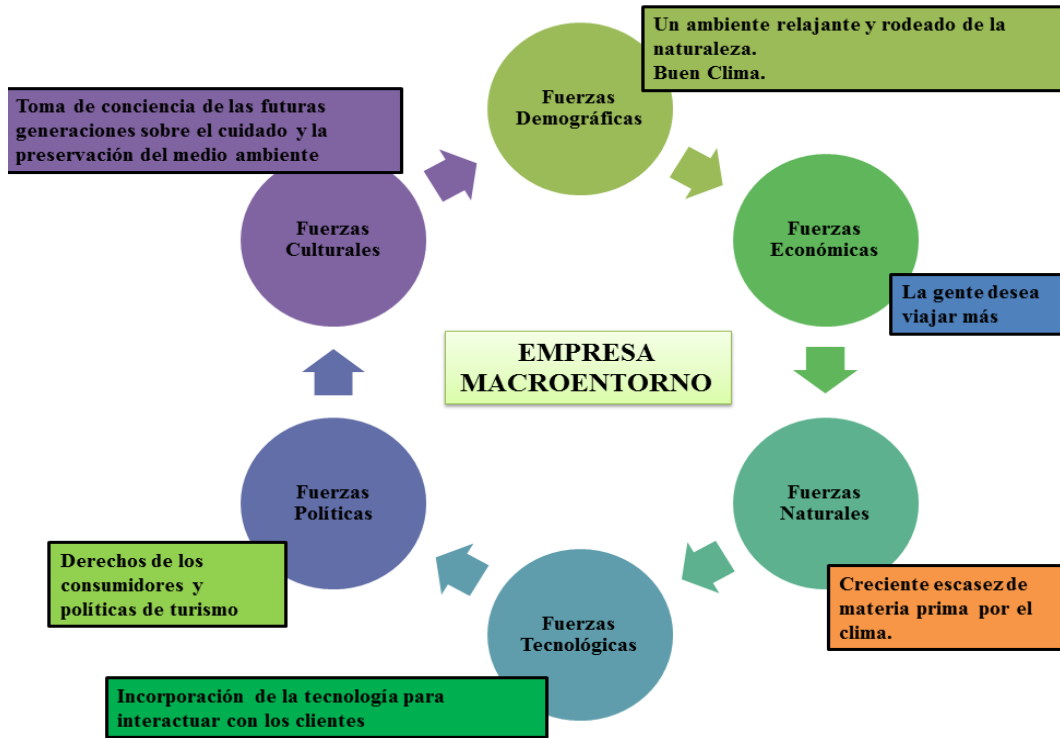 Un ambiente relajante y rodeado de la
naturaleza.
Buen Clima.
Fuerzas
Demográficas
Toma de conciencia de las futuras
generaciones sobre el cuidado y la
preservación del medio ambiente
Fuerzas
Culturales
Fuerzas
Económicas
La gente desea
viajar más
EMPRESA
MACROENTORNO
Fuerzas
Políticas
Fuerzas
Naturales
Derechos de los
consumidores y
políticas de turismo
Creciente escasez de
materia prima por el
clima.
Fuerzas
Tecnológicas
Incorporación de la tecnología para
interactuar con los clientes